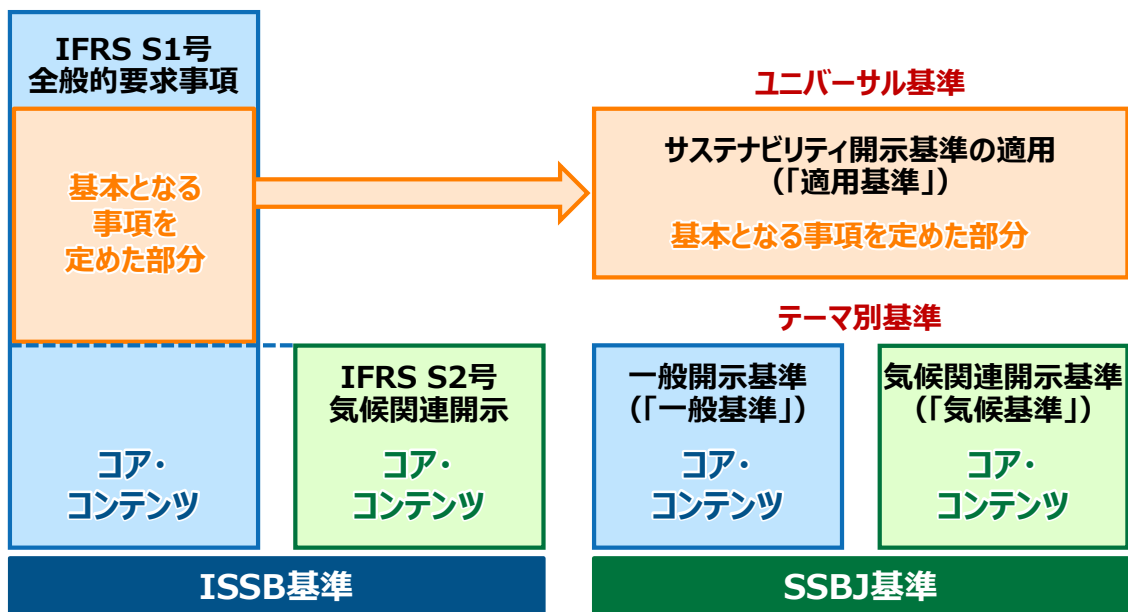 IFRS S1号
全般的要求事項
基本となる
事項を
定めた部分
コア・
コンテンツ
IFRS S2号
気候関連開示
コア・
コンテンツ
ISSB基準
ユニバーサル基準
サステナビリティ開示基準の適用
(「適用基準」)
基本となる事項を定めた部分
テーマ別基準
一般開示基準
(「一般基準」)
コア・
コンテンツ
気候関連開示基準
(「気候基準」)
コア・
コンテンツ
SSBJ基準